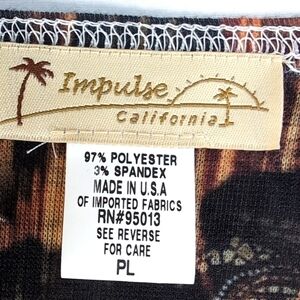 Impulse
California
97% POLYESTER
3% SPANDEX
MADE IN U.S.A
OF IMPORTED FABRICS
RN#95013
SEE REVERSE
FOR CARE
PL